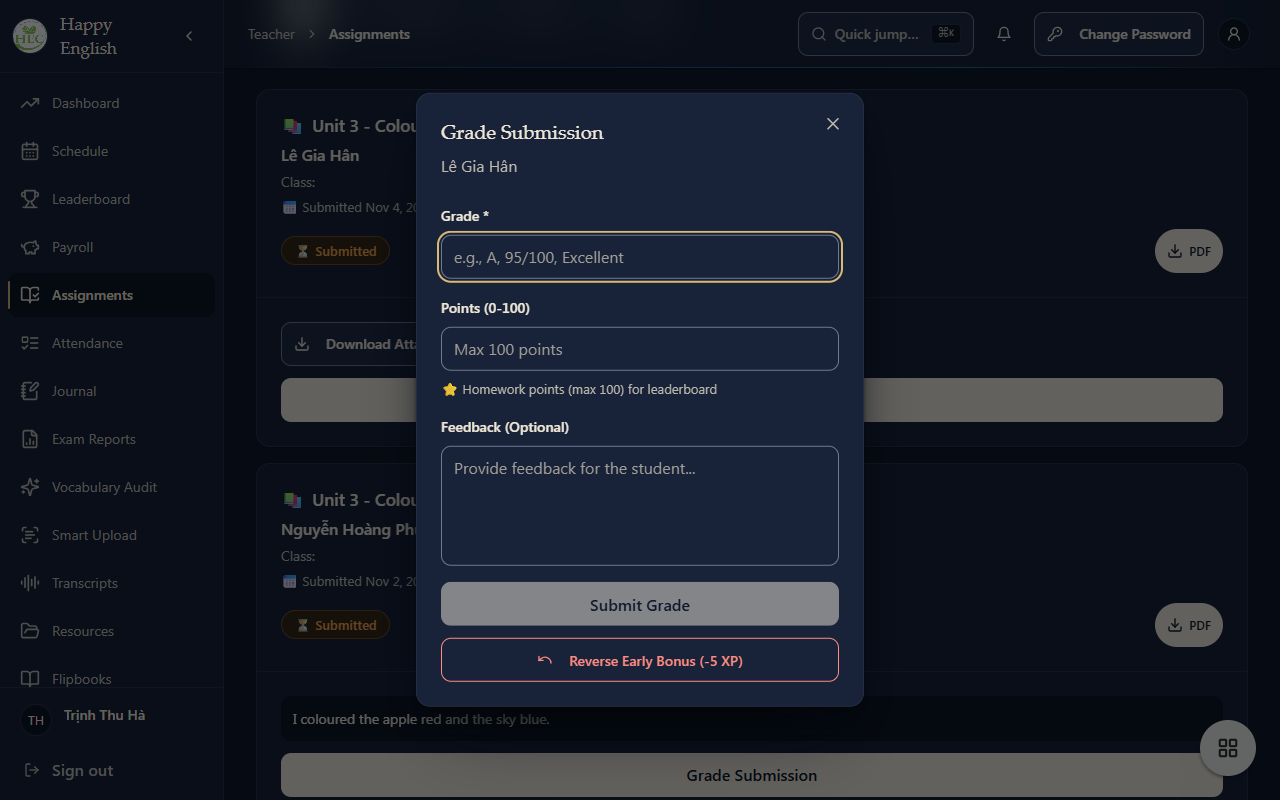 HEC
Happy
English
Dashboard
Schedule
Leaderboard
Payroll
Assignments
Attendance
Journal
Exam Reports
Vocabulary Audit
Smart Upload
Transcripts
Resources
Flipbooks
TH
Trịnh Thu Hà
Sign out
Teacher
Assignments
Quick jump...
⌘K
Change Password
Unit 3 - Colou
Lê Gia Hân
Class:
Submitted Nov 4, 20
Submitted
PDF
Download Atta
Unit 3 - Colou
Nguyễn Hoàng Ph
Class:
Submitted Nov 2, 20
Submitted
PDF
I coloured the apple red and the sky blue.
Grade Submission
Grade Submission
Lê Gia Hân
Grade *
e.g., A, 95/100, Excellent
Points (0-100)
Max 100 points
⭐ Homework points (max 100) for leaderboard
Feedback (Optional)
Provide feedback for the student...
Submit Grade
Reverse Early Bonus (-5 XP)